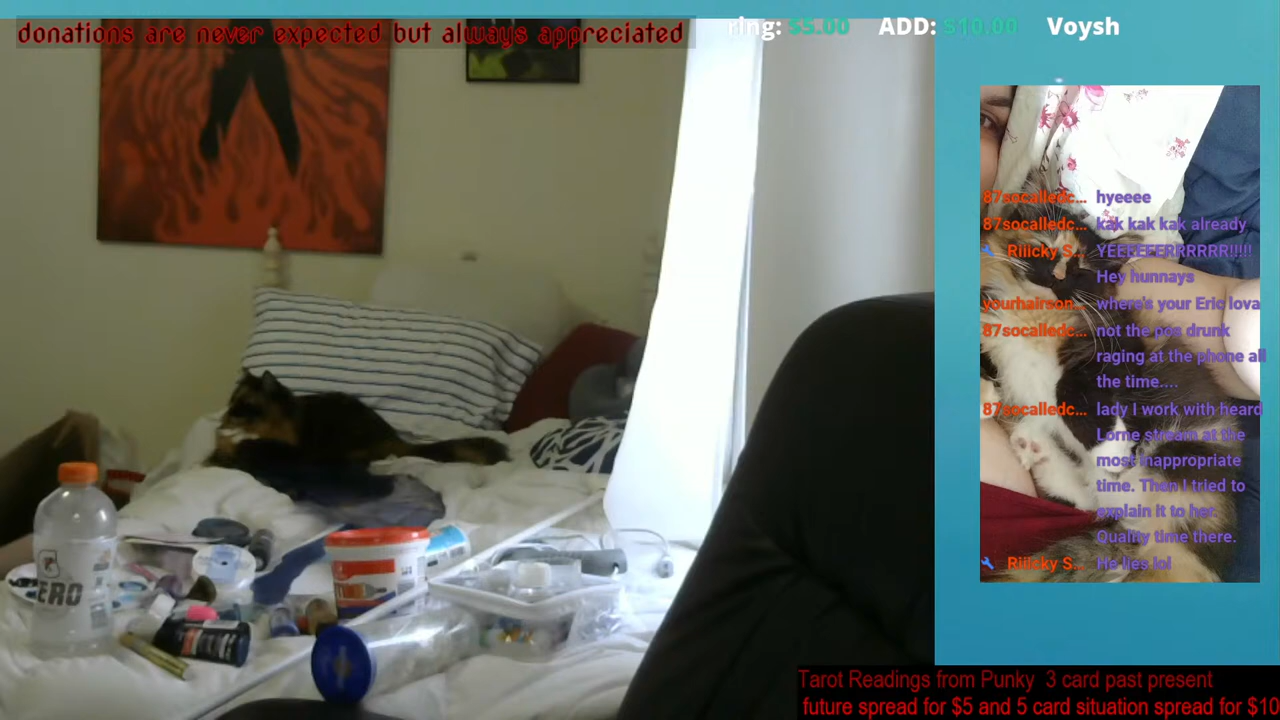 donations are never expected but always appreciated
ring: $5.00 ADD: $10.00 Voysh
87socalledc... hyeeee
87socalledc... kak kak kak already
Riiicky S... YEEEEEERRRRRR!!!!!
Hey hunnays
yourhairson... where's your Eric lova
87socalledc... not the pos drunk
raging at the phone all
the time....
87socalledc... lady I work with heard
Lorne stream at the
most inappropriate
time. Then I tried to
explain it to her.
Quality time there.
Riiicky S... He lies lol
ERO
Tarot Readings from Punky 3 card past present
future spread for $5 and 5 card situation spread for $10